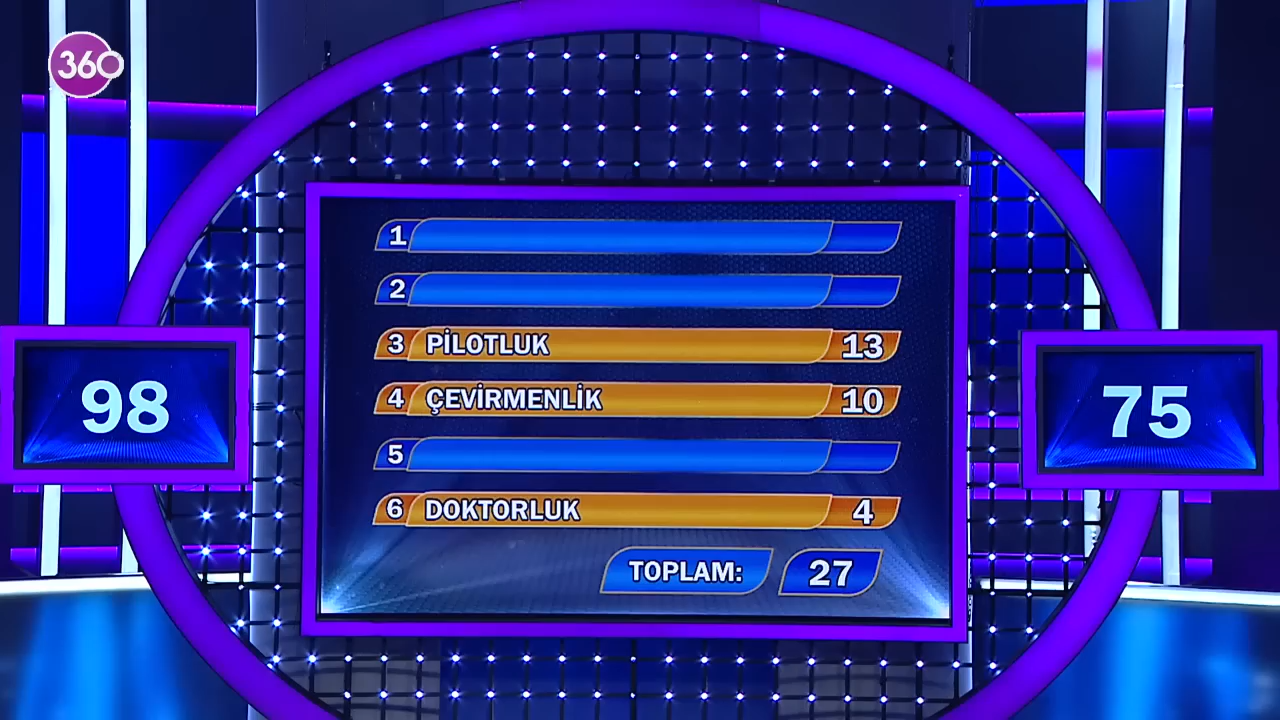 360
1
2
3 PİLOTLUK 13
4 ÇEVİRMENLİK 10
5
6 DOKTORLUK 4
TOPLAM: 27
98
75